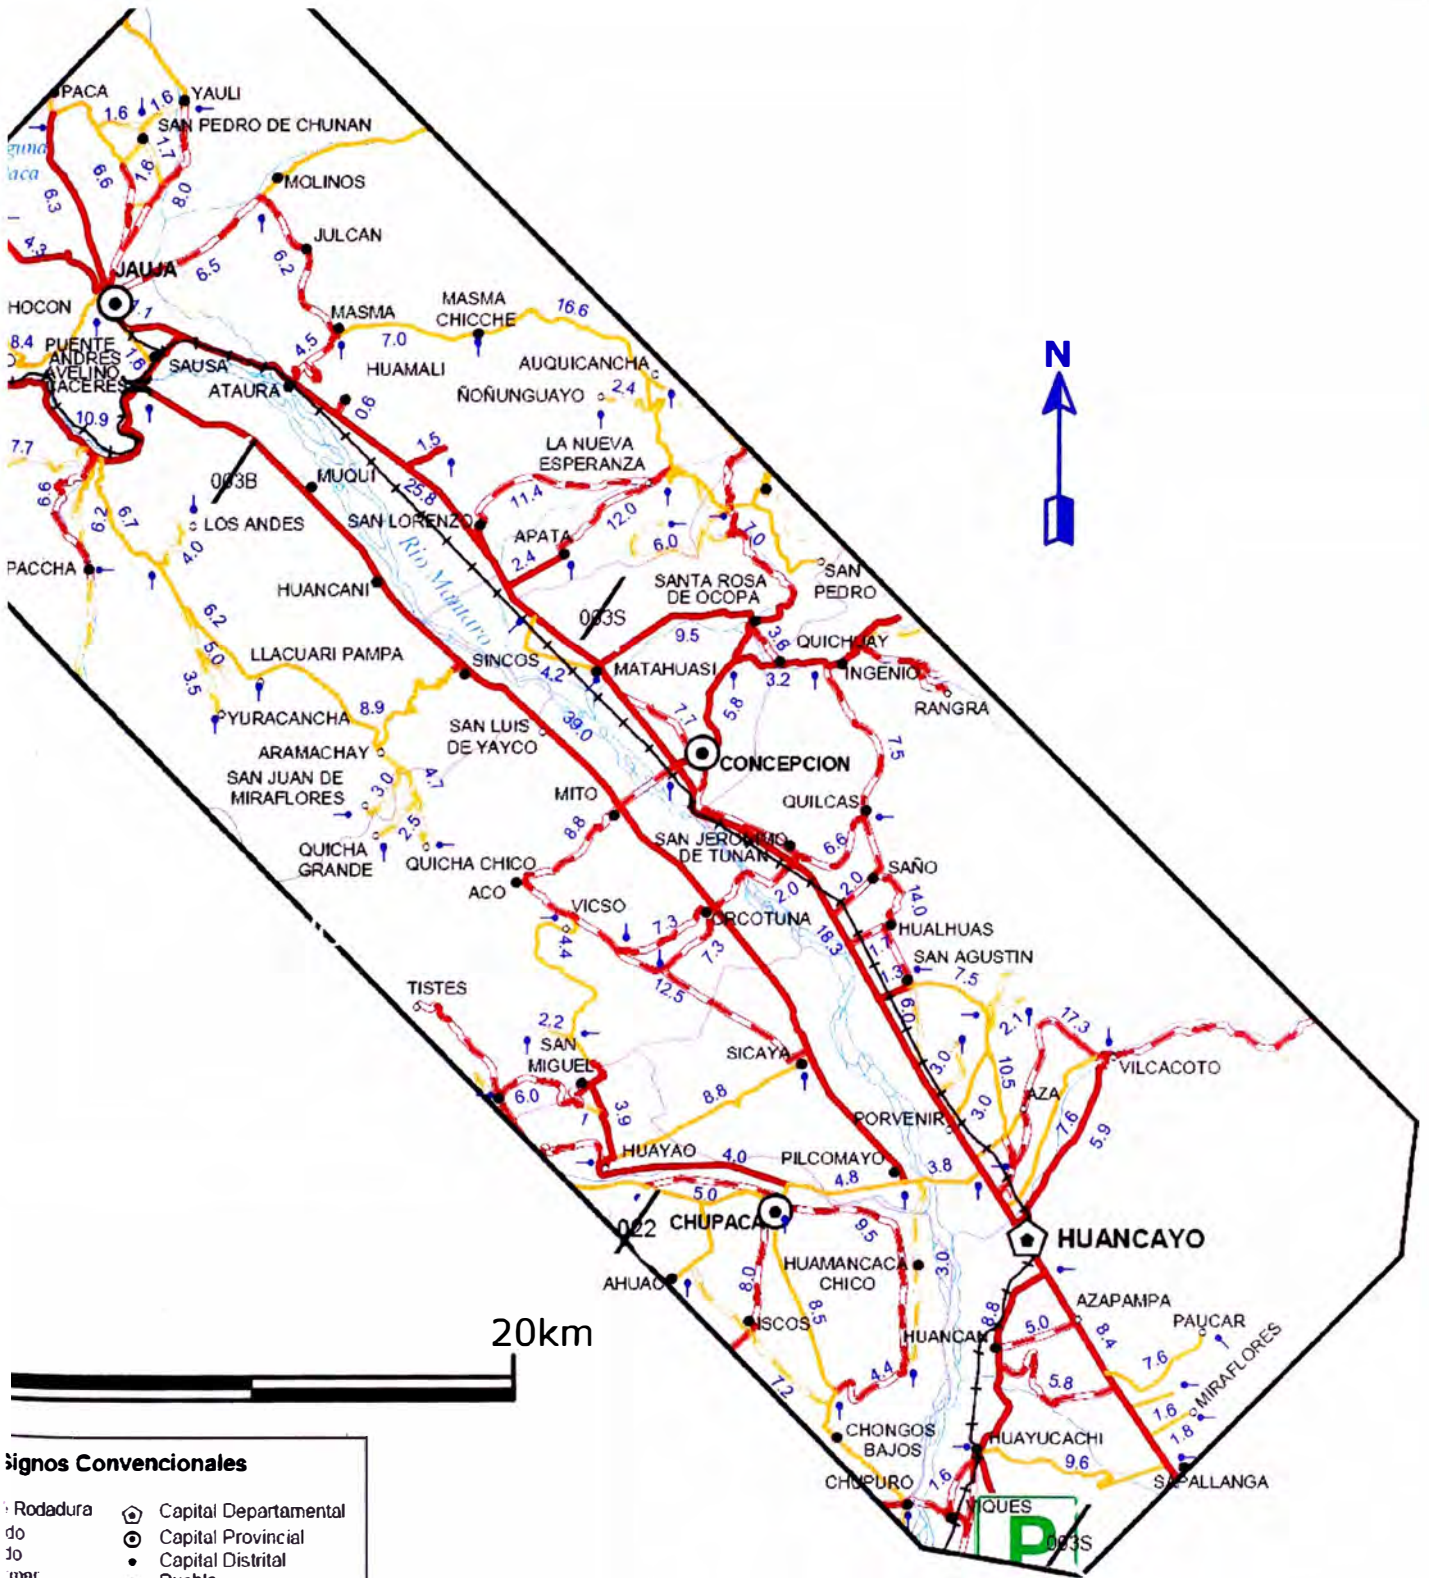 PACA
YAULI
1.6
1.6
SAN PEDRO DE CHUNAN
1.7
6.6
1.6
8.0
6.3
MOLINOS
JULCAN
4.3
JAUJA
6.5
6.2
HOCON
MASMA
MASMA
CHICCHE
16.6
8.4
PUENTE
ANDRES
AVELINO
CACERES
1.6
SAUSA
4.5
7.0
HUAMALI
AUQUICANCHA
ATAURA
ÑOÑUNGUAYO
2.4
0.6
10.9
7.7
1.5
LA NUEVA
ESPERANZA
003B
MUQUI
25.8
11.4
6.6
6.2
6.7
LOS ANDES
SAN LORENZO
12.0
APATA
7.0
6.0
4.0
Rio Mantaro
2.4
PACCHA
HUANCANI
SANTA ROSA
DE OCOPA
SAN
PEDRO
6.2
003S
9.5
3.6
QUICHUAY
5.0
LLACUARI PAMPA
SINCOS
4.2
MATAHUASI
3.2
INGENIO
3.5
RANGRA
YURACANCHA
8.9
SAN LUIS
DE YAYCO
39.0
7.7
5.8
7.5
ARAMACHAY
CONCEPCION
SAN JUAN DE
MIRAFLORES
3.0
4.7
MITO
QUILCAS
2.5
8.8
SAN JERONIMO
DE TUNAN
6.6
QUICHA
GRANDE
QUICHA CHICO
ACO
SAÑO
2.0
2.0
14.0
VICSO
ORCOTUNA
7.3
7.3
18.3
HUALHUAS
1.7
4.4
SAN AGUSTIN
1.3
7.5
TISTES
12.5
6.0
2.2
2.1
17.3
SAN
MIGUEL
SICAYA
3.0
10.5
VILCACOTO
6.0
8.8
AZA
3.9
PORVENIR
3.0
7.6
5.9
HUAYAO
4.0
PILCOMAYO
3.8
4.8
5.0
022
CHUPACA
9.5
HUANCAYO
HUAMANCACA
CHICO
3.0
AHUAC
8.0
8.5
8.8
AZAPAMPA
ISCOS
HUANCAN
5.0
8.4
PAUCAR
20km
7.6
MIRAFLORES
4.4
5.8
7.2
1.6
1.8
CHONGOS
BAJOS
HUAYUCACHI
9.6
SAPALLANGA
CHUPURO
1.6
VIQUES
P
003S
N
Signos Convencionales
Rodadura
Capital Departamental
Capital Provincial
Capital Distrital